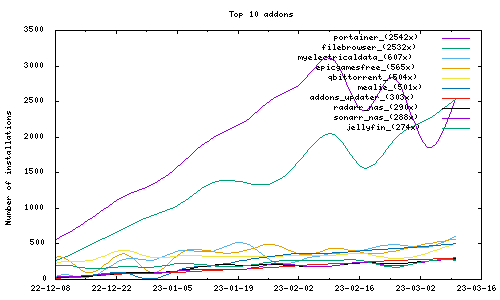 Top 10 addons
3500
3000
2500
2000
1500
1000
500
0
Number of installations
portainer_(2542x)
filebrowser_(2532x)
myelectricaldata_(607x)
epicgamesfree_(565x)
qbittorrent_(504x)
mealie_(501x)
addons_updater_(303x)
radarr_nas_(290x)
sonarr_nas_(288x)
jellyfin_(274x)
22-12-08 22-12-22 23-01-05 23-01-19 23-02-02 23-02-16 23-03-02 23-03-16